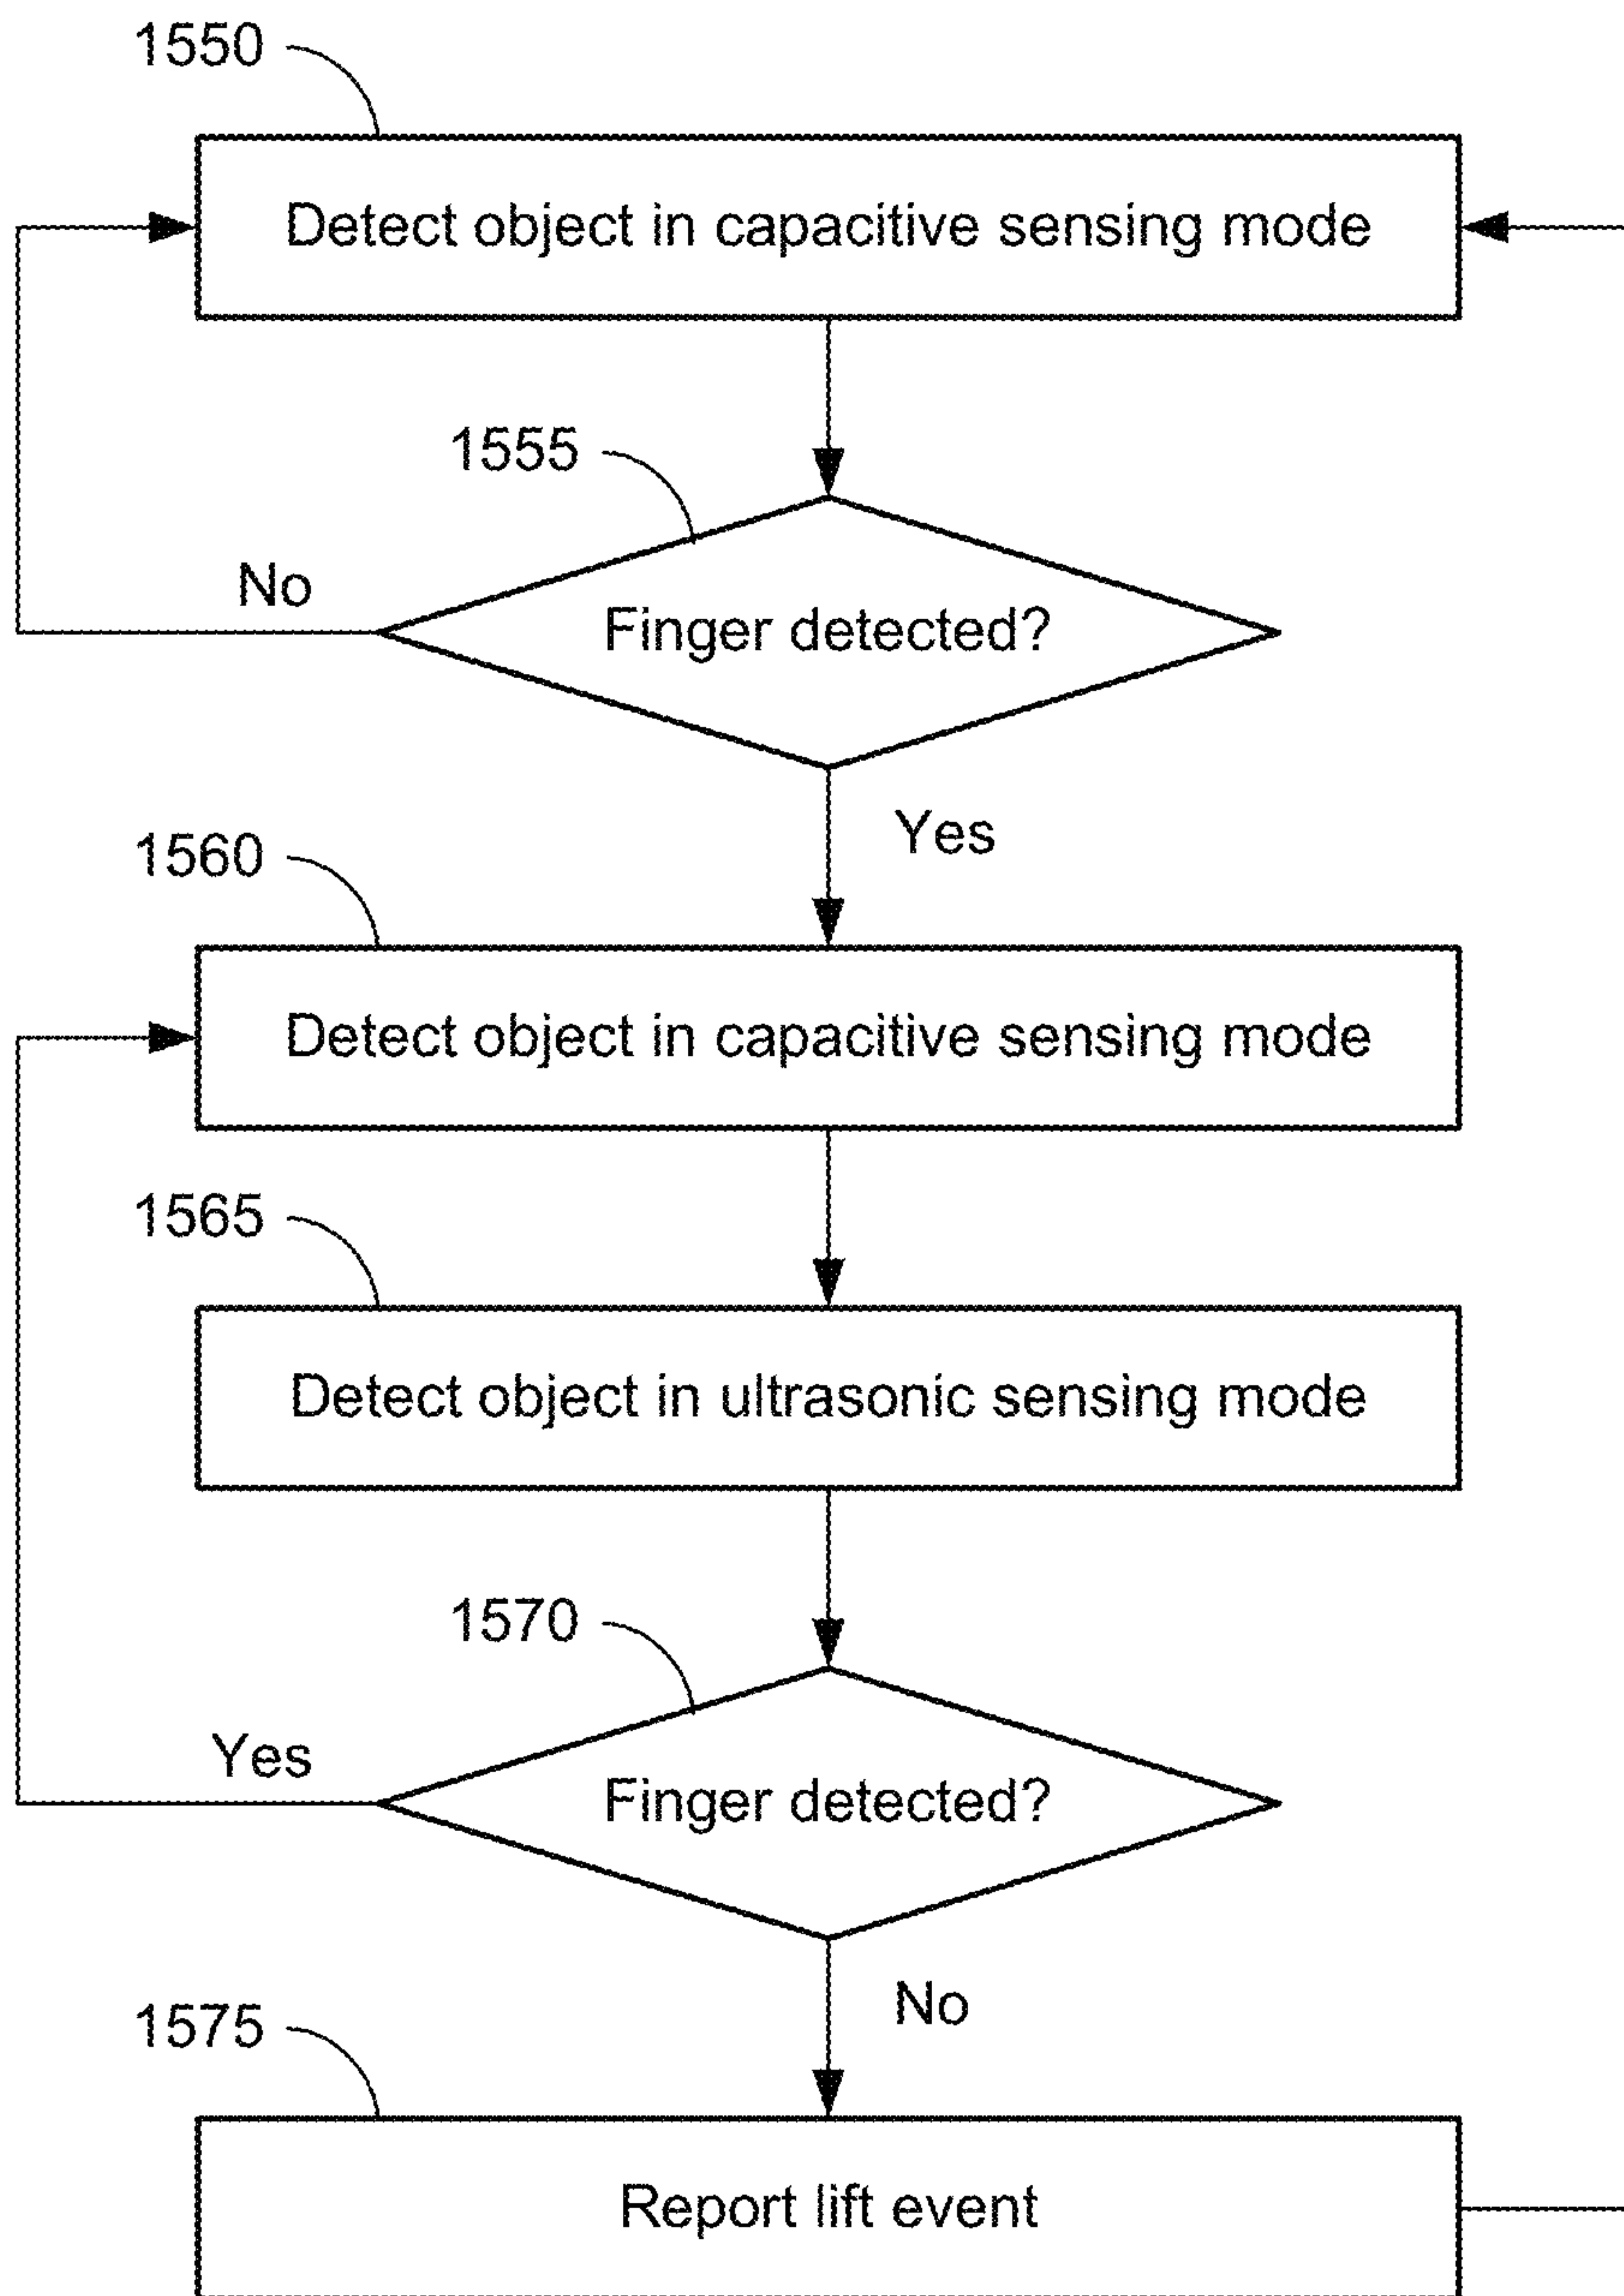 1550
Detect object in capacitive sensing mode
1555
No
Finger detected?
Yes
1560
Detect object in capacitive sensing mode
1565
Detect object in ultrasonic sensing mode
1570
Yes
Finger detected?
No
1575
Report lift event